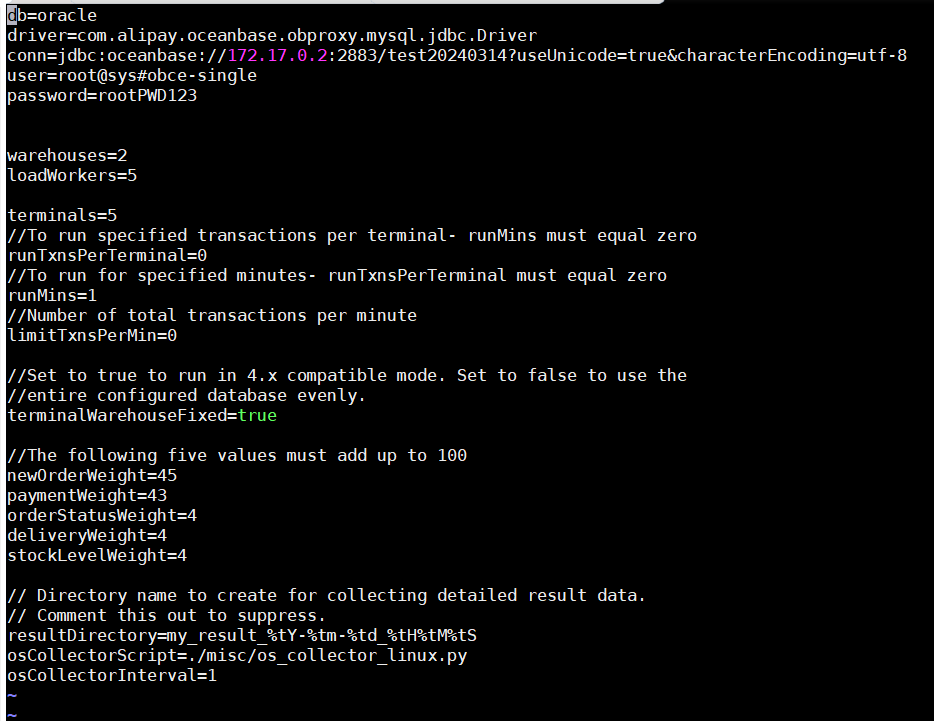 db=oracle
driver=com.alipay.oceanbase.obproxy.mysql.jdbc.Driver
conn=jdbc:oceanbase://172.17.0.2:2883/test20240314?useUnicode=true&characterEncoding=utf-8
user=root@sys#obce-single
password=rootPWD123
warehouses=2
loadWorkers=5
terminals=5
//To run specified transactions per terminal- runMins must equal zero
runTxnsPerTerminal=0
//To run for specified minutes- runTxnsPerTerminal must equal zero
runMins=1
//Number of total transactions per minute
limitTxnsPerMin=0
//Set to true to run in 4.x compatible mode. Set to false to use the
//entire configured database evenly.
terminalWarehouseFixed=true
//The following five values must add up to 100
newOrderWeight=45
paymentWeight=43
orderStatusWeight=4
deliveryWeight=4
stockLevelWeight=4
// Directory name to create for collecting detailed result data.
// Comment this out to suppress.
resultDirectory=my_result_%tY-%tm-%td_%tH%tM%tS
osCollectorScript=./misc/os_collector_linux.py
osCollectorInterval=1
~
~